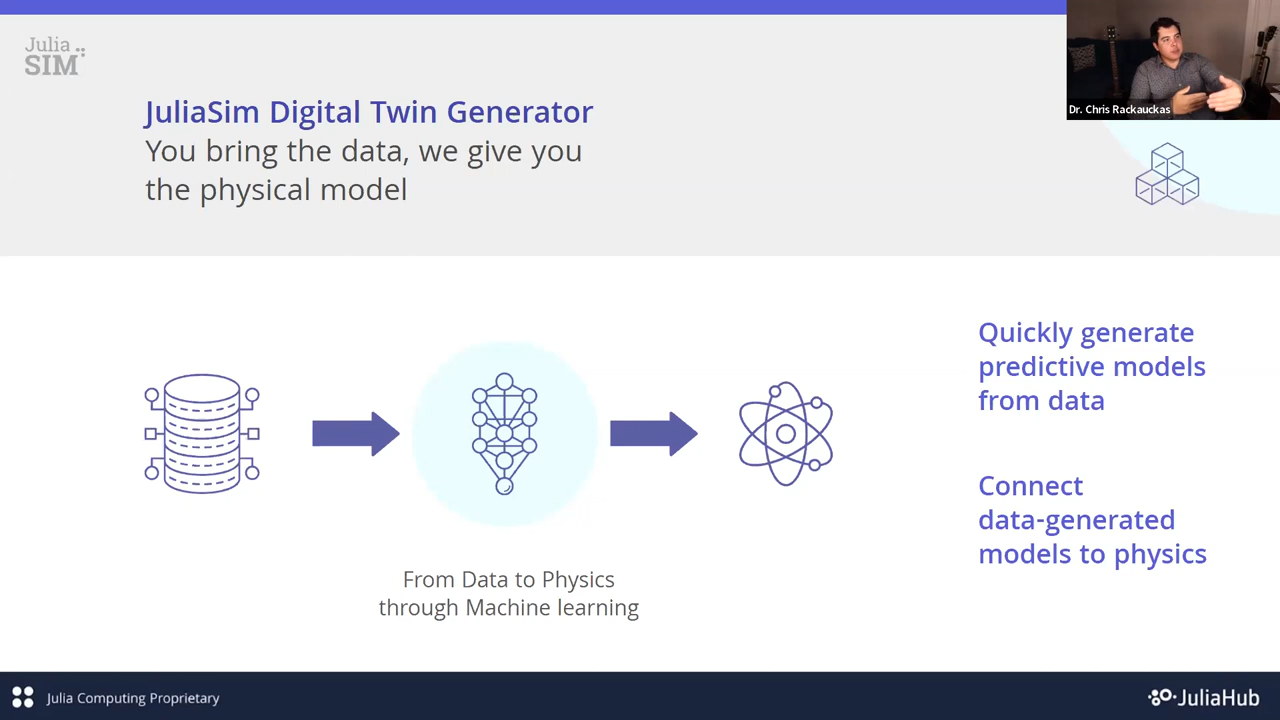 Julia
SIM
Dr. Chris Rackauckas
JuliaSim Digital Twin Generator
You bring the data, we give you
the physical model
Quickly generate
predictive models
from data
Connect
data-generated
models to physics
From Data to Physics
through Machine learning
Julia Computing Proprietary
JuliaHub